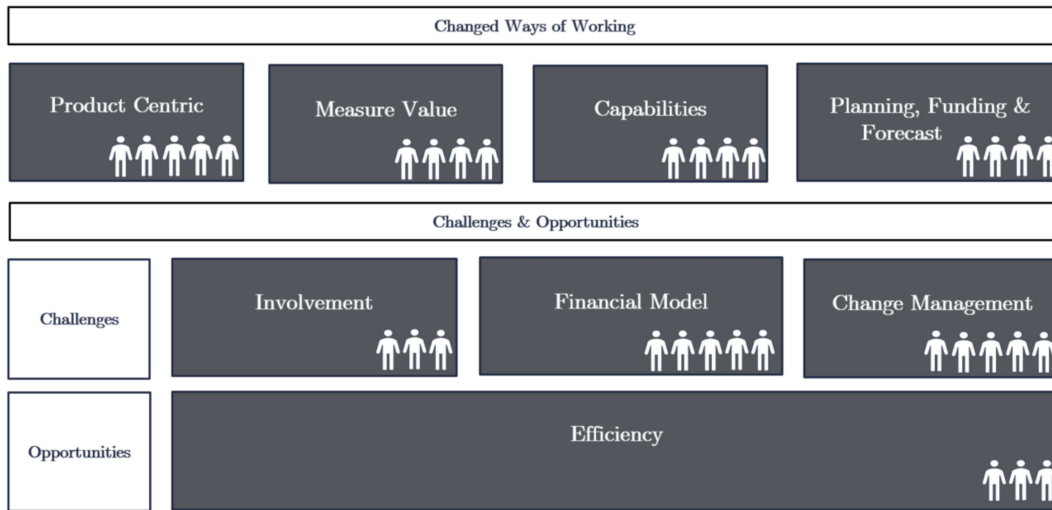 Changed Ways of Working
Product Centric
Measure Value
Capabilities
Planning, Funding &
Forecast
Challenges & Opportunities
Challenges
Involvement
Financial Model
Change Management
Opportunities
Efficiency